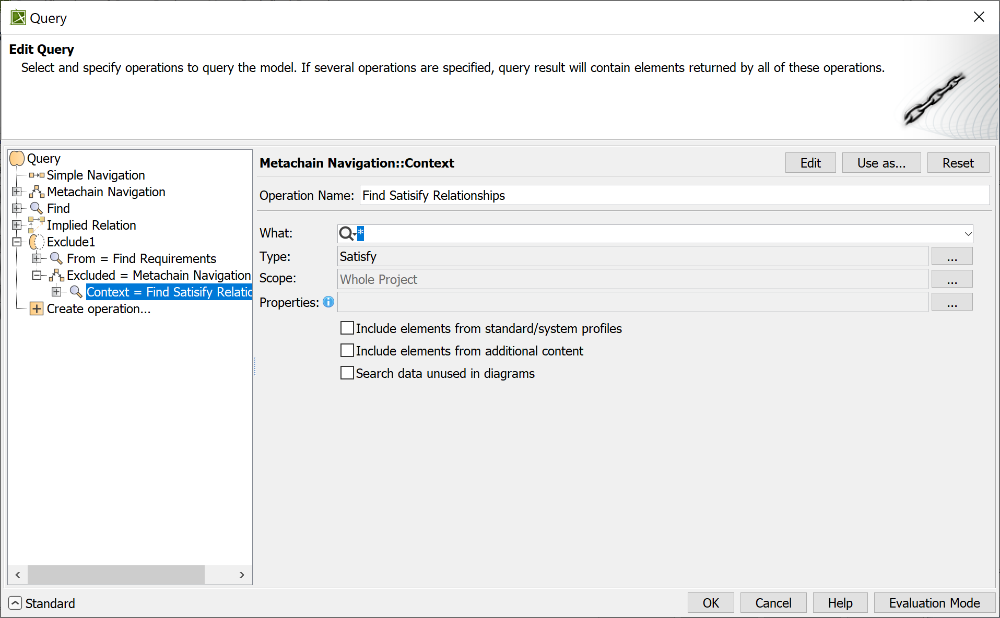 Query
Edit Query
Select and specify operations to query the model. If several operations are specified, query result will contain elements returned by all of these operations.
Query
Simple Navigation
Metachain Navigation
Find
Implied Relation
Exclude1
From = Find Requirements
Excluded = Metachain Navigation
Context = Find Satisify Relatic
Create operation...
Metachain Navigation::Context
Edit
Use as...
Reset
Operation Name: Find Satisify Relationships
What: *
Type: Satisfy ...
Scope: Whole Project ...
Properties: ...
Include elements from standard/system profiles
Include elements from additional content
Search data unused in diagrams
Standard
OK
Cancel
Help
Evaluation Mode